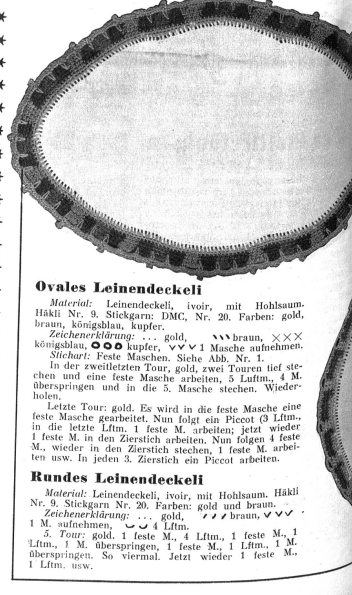 Ovales Leinendeckeli
Material: Leinendeckeli, ivoir, mit Hohlsaum.
Häkli Nr. 9. Stickgarn: DMC, Nr. 20. Farben: gold,
braun, königsblau, kupfer.
Zeichenerklärung: ... gold, braun, XXX
königsblau, OOO kupfer, vvv 1 Masche aufnehmen.
Stichart: Feste Maschen. Siehe Abb. Nr. 1.
In der zweitletzten Tour, gold, zwei Touren tief ste-
chen und eine feste Masche arbeiten, 5 Luftm., 4 M.
überspringen und in die 5. Masche stechen. Wieder-
holen.
Letzte Tour: gold. Es wird in die feste Masche eine
feste Masche gearbeitet. Nun folgt ein Piccot (3 Lftm.,
in die letzte Lftm. 1 feste M. arbeiten; jetzt wieder
1 feste M. in den Zierstich arbeiten. Nun folgen 4 feste
M., wieder in den Zierstich stechen, 1 feste M. arbei-
ten usw. In jeden 3. Zierstich ein Piccot arbeiten.
Rundes Leinendeckeli
Material: Leinendeckeli, ivoir, mit Hohlsaum. Häkli
Nr. 9. Stickgarn Nr. 20. Farben: gold und braun.
Zeichenerklärung: ... gold, braun, vvv
1 M. aufnehmen, 4 Lftm.
5. Tour: gold. 1 feste M., 4 Lftm., 1 feste M., 1
Lftm., 1 M. überspringen, 1 feste M., 1 Lftm., 1 M.
überspringen. So viermal. Jetzt wieder 1 feste M.,
1 Lftm. usw.